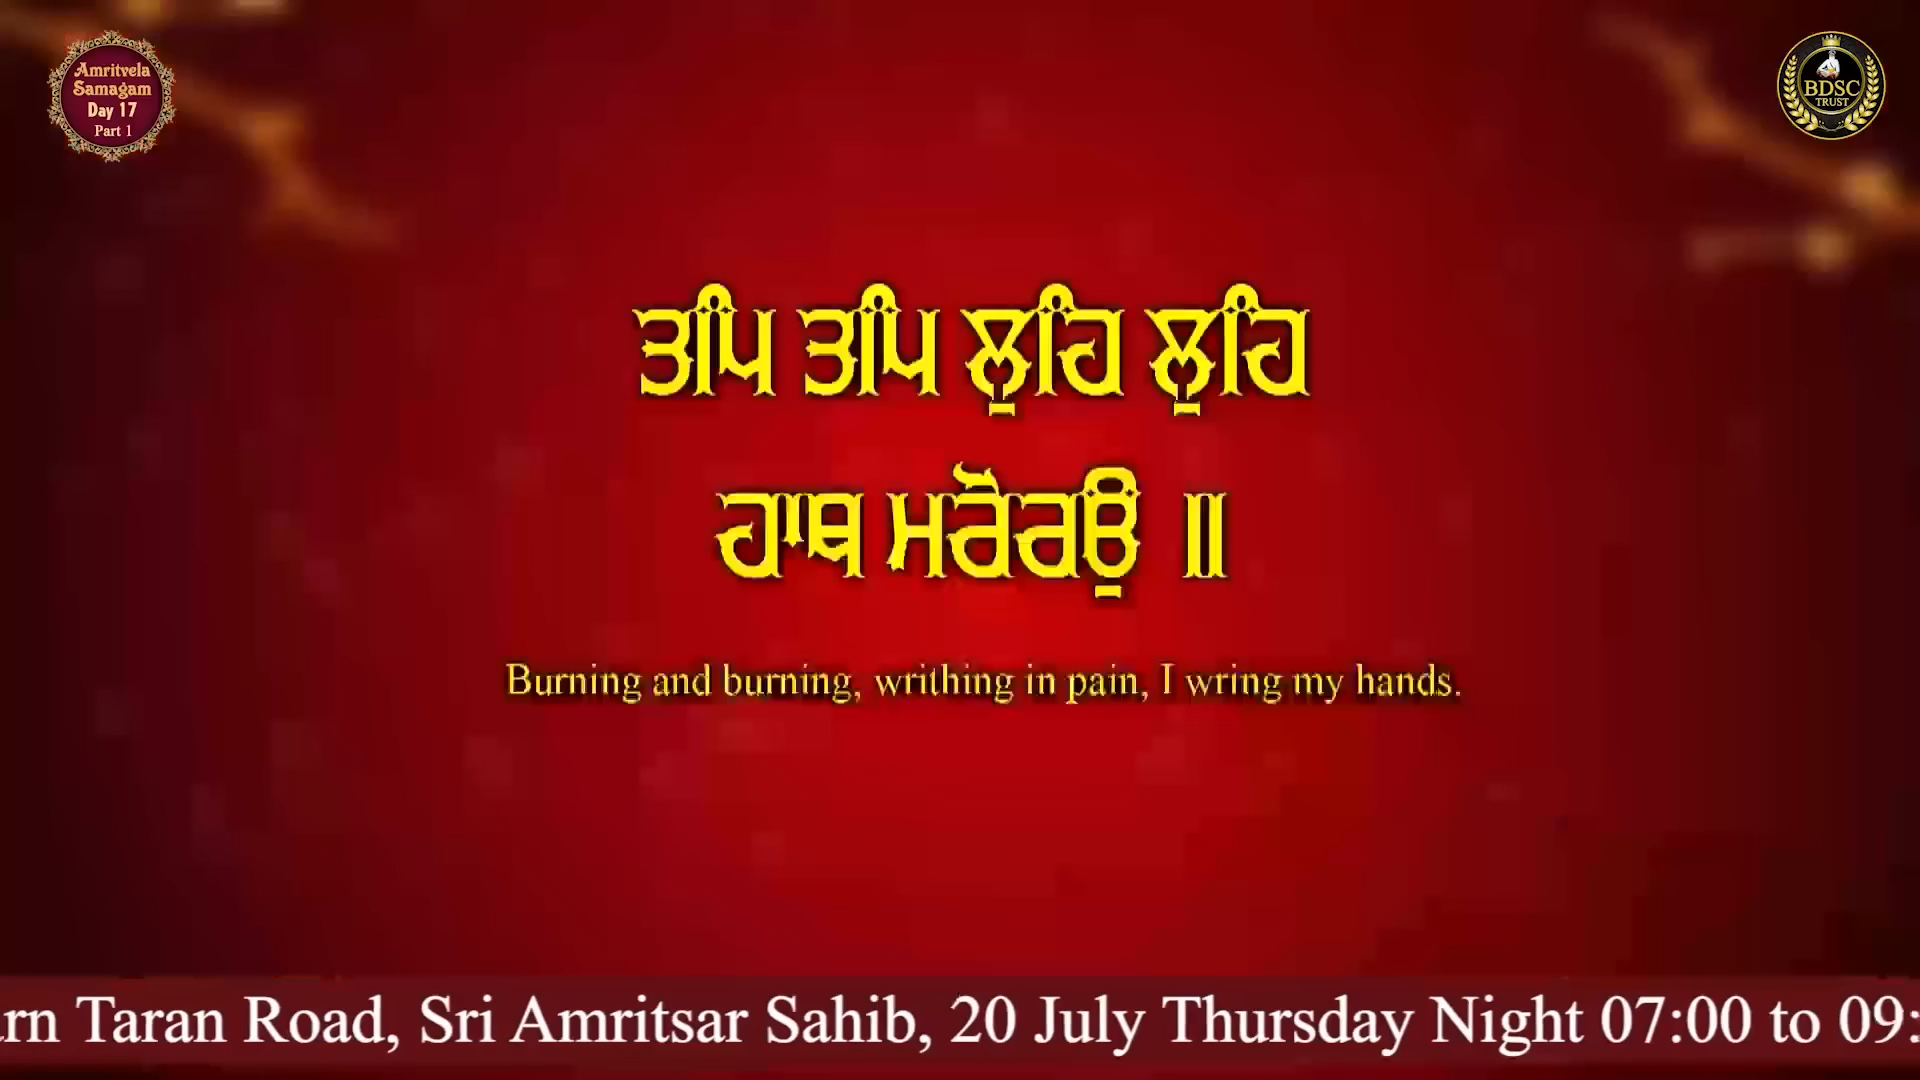 Amritvela
Samagam
Day 17
Part 1
BDSC
TRUST
ਤਪਿ ਤਪਿ ਲੁਹਿ ਲੁਹਿ
ਹਾਥ ਮਰੋਰਉ ॥
Burning and burning, writhing in pain, I wring my hands.
Taran Road, Sri Amritsar Sahib, 20 July Thursday Night 07:00 to 09: